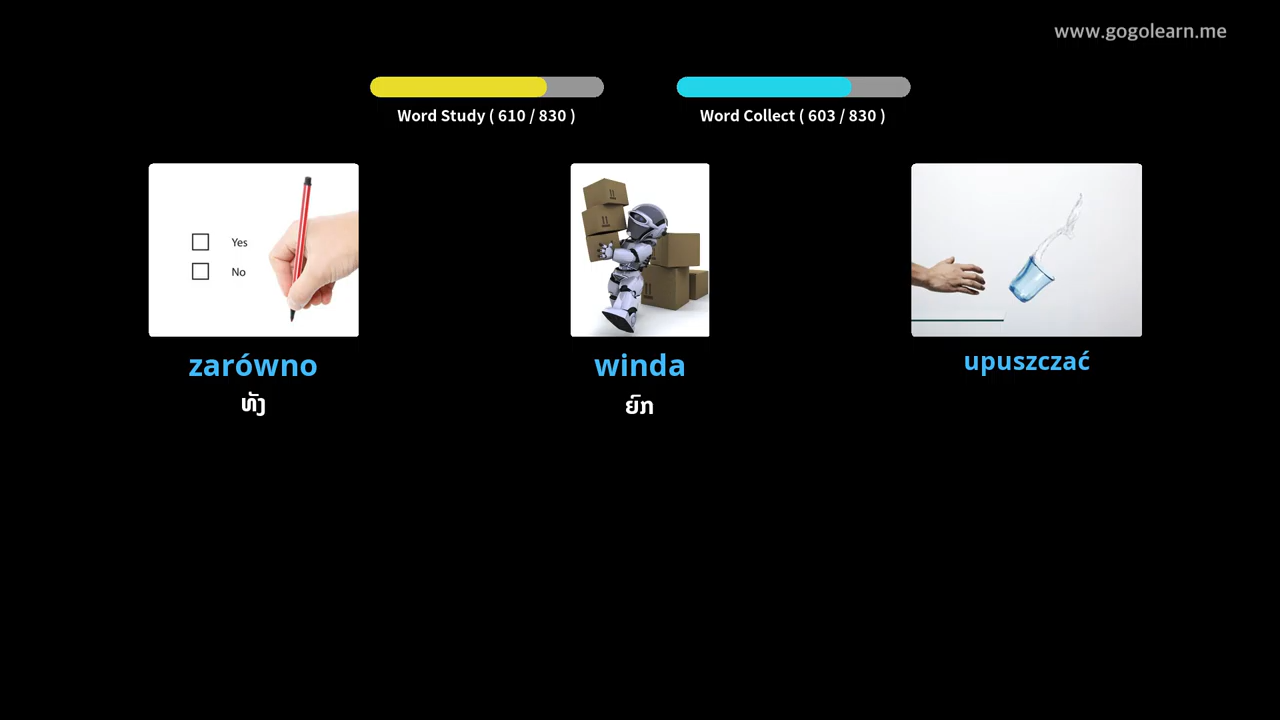 www.gogolearn.me
Word Study ( 610 / 830 )
Word Collect ( 603 / 830 )
Yes
No
zarówno
winda
upuszczać
ທັງ
ຍົກ